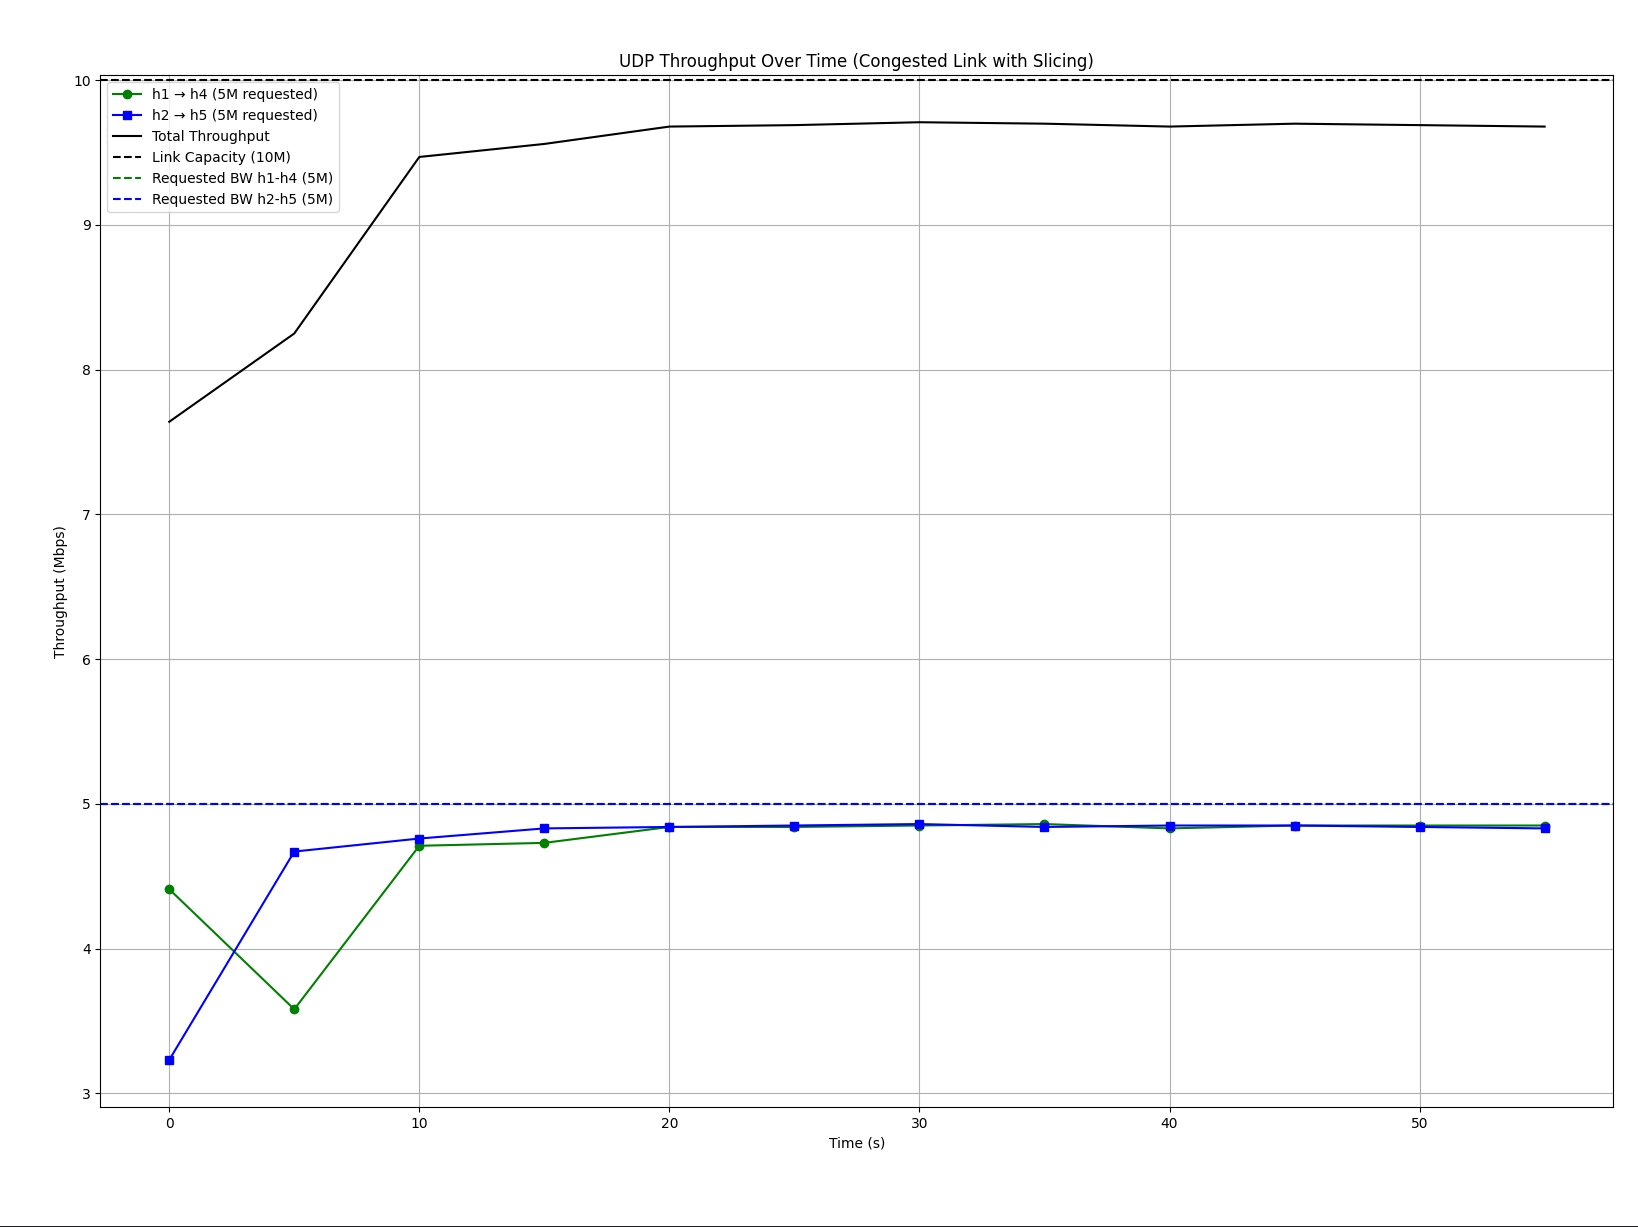 UDP Throughput Over Time (Congested Link with Slicing)
h1 → h4 (5M requested)
h2 → h5 (5M requested)
Total Throughput
Link Capacity (10M)
Requested BW h1-h4 (5M)
Requested BW h2-h5 (5M)
Throughput (Mbps)
10
9
8
7
6
5
4
3
0 10 20 30 40 50
Time (s)